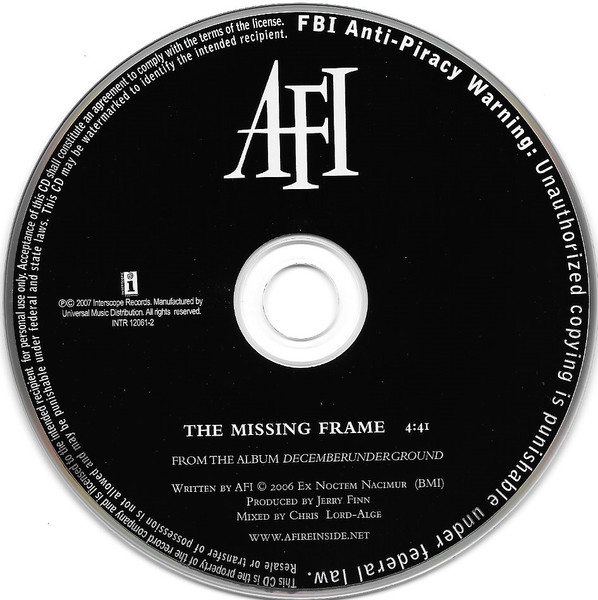 AFI
i
℗© 2007 Interscope Records. Manufactured by
Universal Music Distribution. All rights reserved.
INTR 12061-2
THE MISSING FRAME 4:41
FROM THE ALBUM DECEMBERUNDERGROUND
WRITTEN BY AFI © 2006 EX NOCTEM NACIMUR (BMI)
PRODUCED BY JERRY FINN
MIXED BY CHRIS LORD-ALGE
WWW.AFIREINSIDE.NET
This CD is the property of the record company and is licensed to the intended recipient for personal use only. Acceptance of this CD shall constitute an agreement to comply with the terms of the license.
Resale or transfer of possession is not allowed and may be punishable under federal and state laws. This CD may be watermarked to identify the intended recipient.
FBI Anti-Piracy Warning: Unauthorized copying is punishable under federal law.